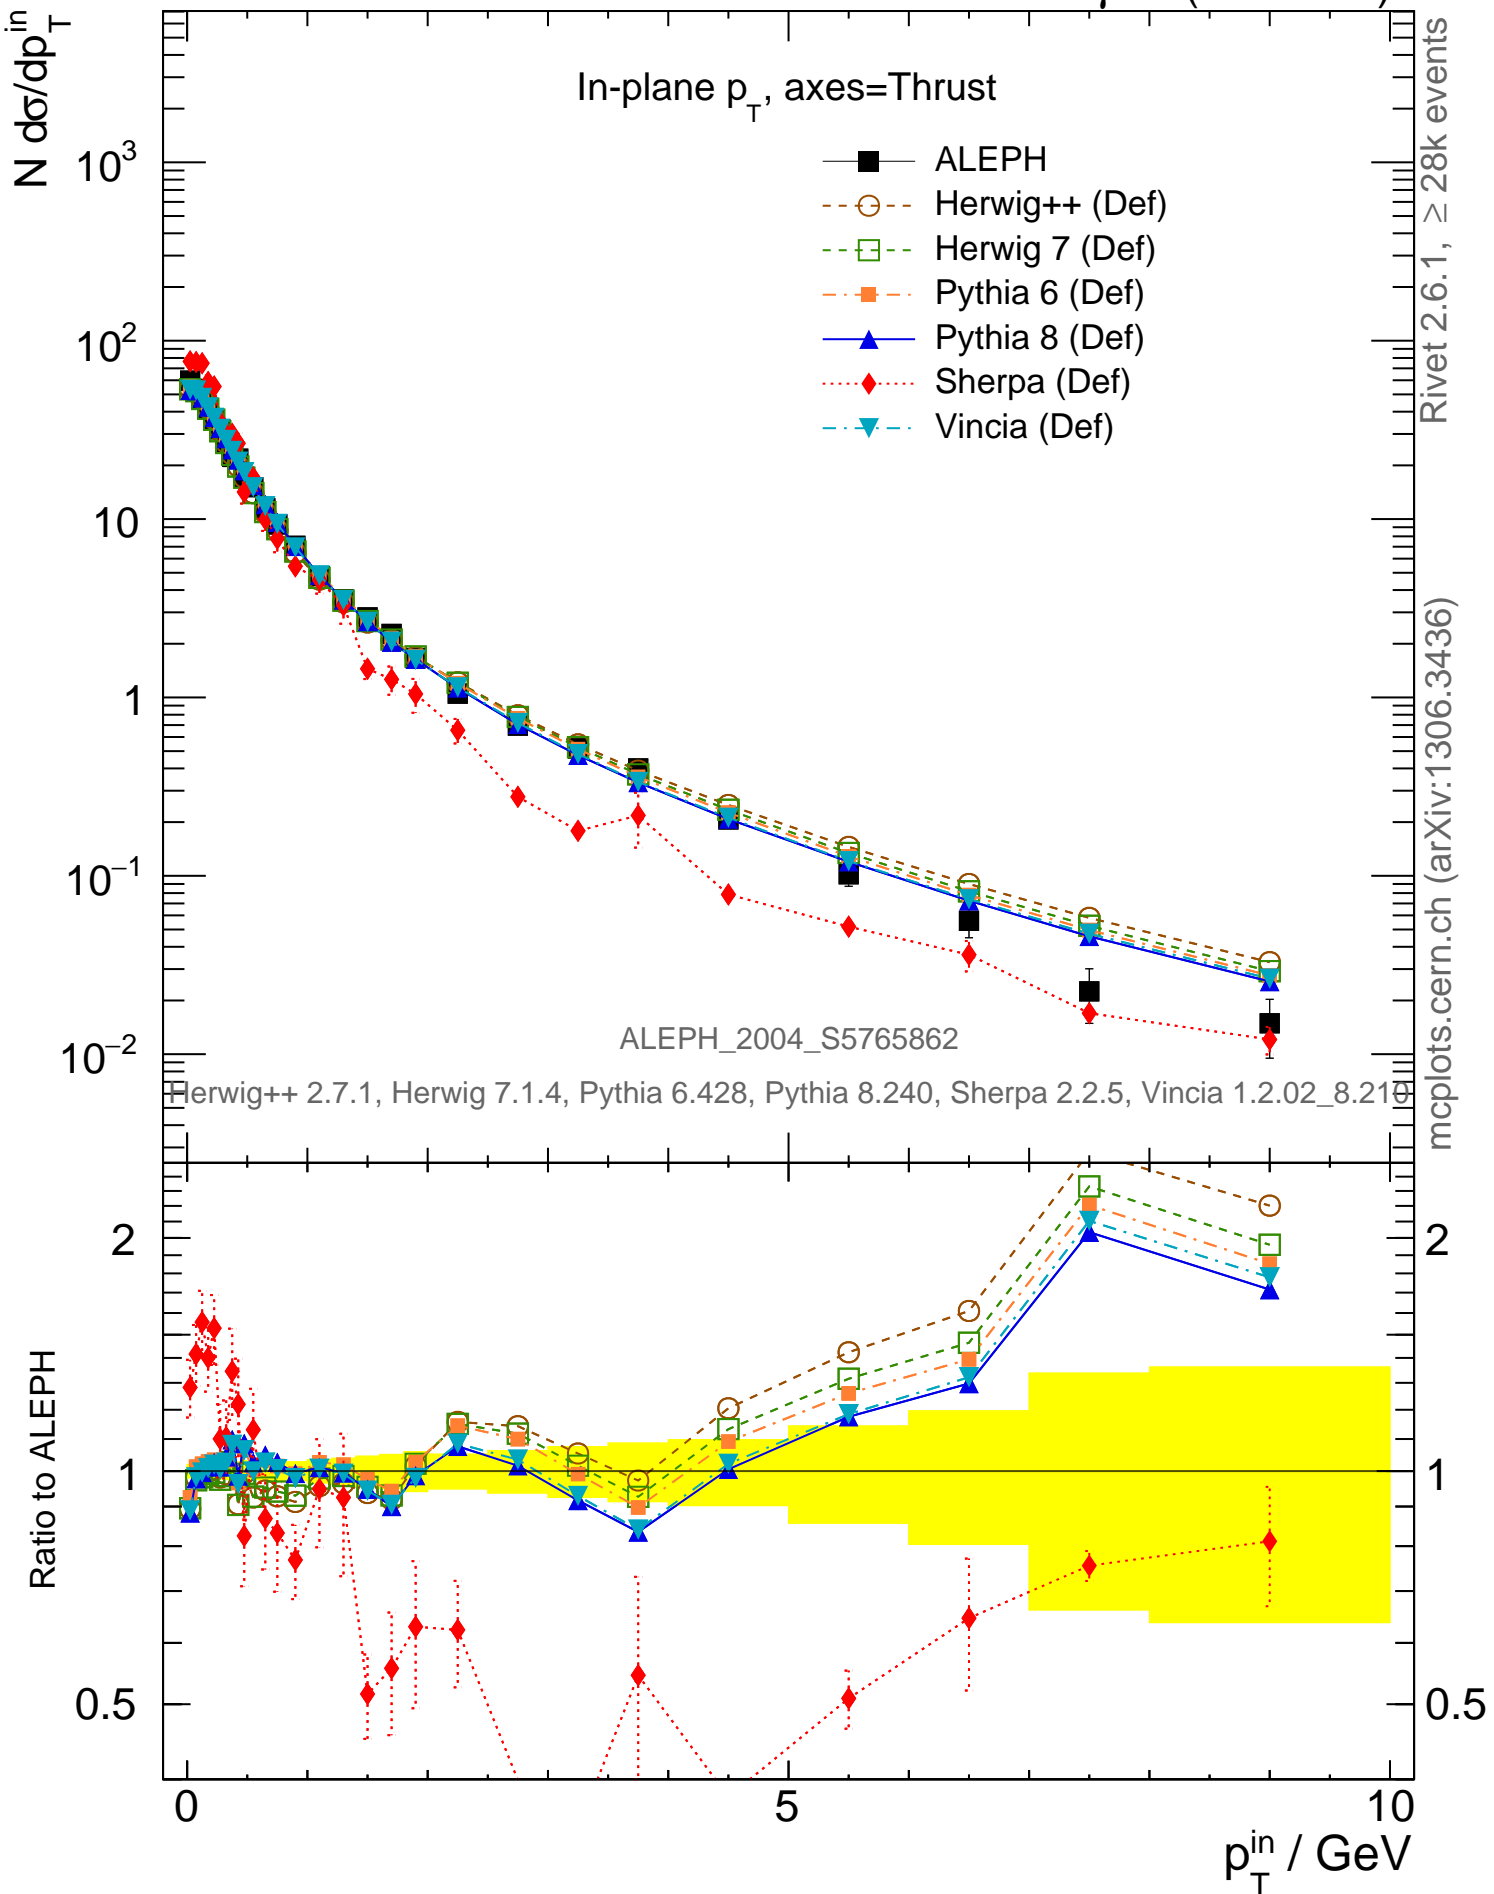 N dσ/dp_T^in
In-plane p_T, axes=Thrust
ALEPH
Herwig++ (Def)
Herwig 7 (Def)
Pythia 6 (Def)
Pythia 8 (Def)
Sherpa (Def)
Vincia (Def)
10^3
10^2
10
1
10^−1
10^−2
ALEPH_2004_S5765862
Herwig++ 2.7.1, Herwig 7.1.4, Pythia 6.428, Pythia 8.240, Sherpa 2.2.5, Vincia 1.2.02_8.210
Rivet 2.6.1, ≥ 28k events
mcplots.cern.ch (arXiv:1306.3436)
Ratio to ALEPH
2
1
0.5
2
1
0.5
0
5
10
p_T^in / GeV